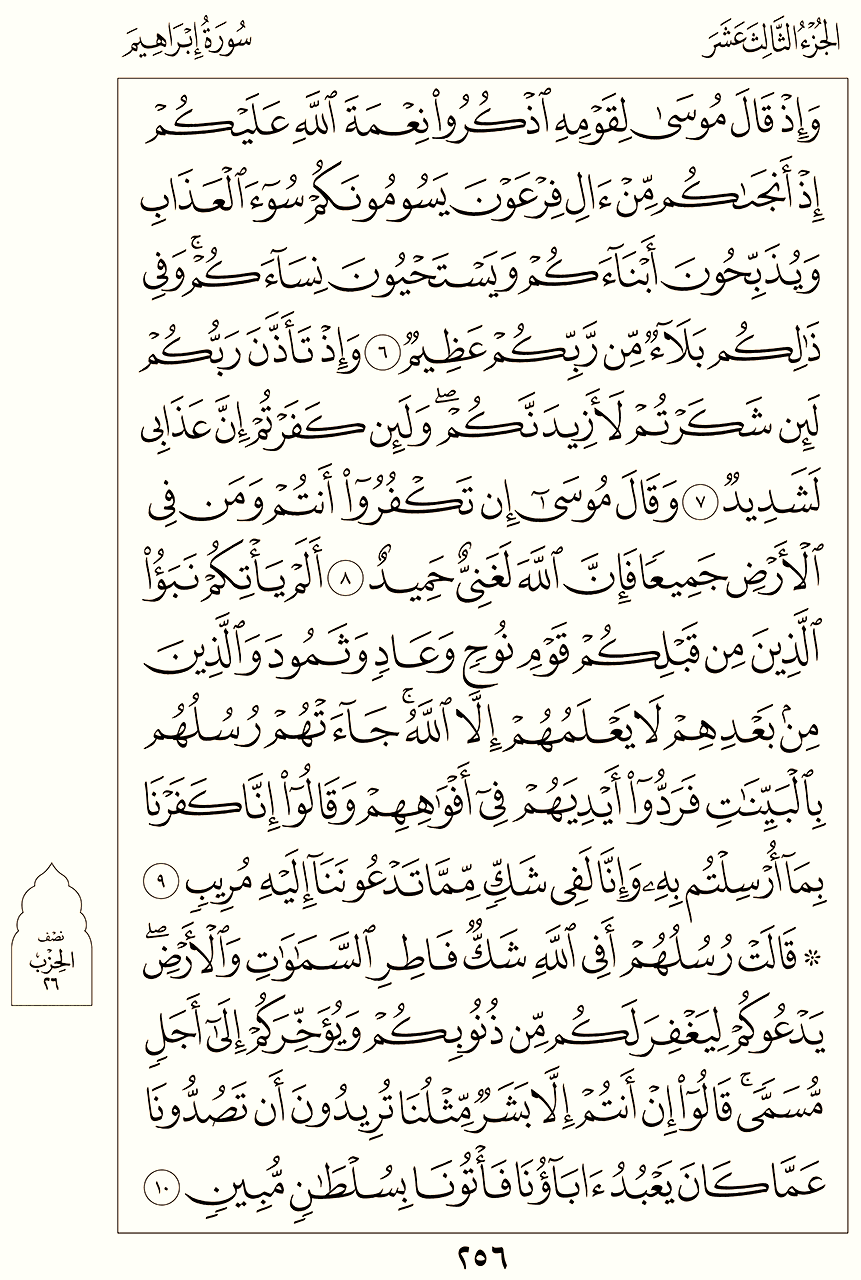 الجزء الثالث عشر
سورة إبراهيم
وَإِذْ قَالَ مُوسَىٰ لِقَوْمِهِ ٱذْكُرُوا۟ نِعْمَةَ ٱللَّهِ عَلَيْكُمْ
إِذْ أَنجَىٰكُم مِّنْ ءَالِ فِرْعَوْنَ يَسُومُونَكُمْ سُوٓءَ ٱلْعَذَابِ
وَيُذَبِّحُونَ أَبْنَآءَكُمْ وَيَسْتَحْيُونَ نِسَآءَكُمْ ۚ وَفِى
ذَٰلِكُم بَلَآءٌ مِّن رَّبِّكُمْ عَظِيمٌ ٦ وَإِذْ تَأَذَّنَ رَبُّكُمْ
لَئِن شَكَرْتُمْ لَأَزِيدَنَّكُمْ ۖ وَلَئِن كَفَرْتُمْ إِنَّ عَذَابِى
لَشَدِيدٌ ٧ وَقَالَ مُوسَىٰٓ إِن تَكْفُرُوٓا۟ أَنتُمْ وَمَن فِى
ٱلْأَرْضِ جَمِيعًا فَإِنَّ ٱللَّهَ لَغَنِىٌّ حَمِيدٌ ٨ أَلَمْ يَأْتِكُمْ نَبَؤُا۟
ٱلَّذِينَ مِن قَبْلِكُمْ قَوْمِ نُوحٍ وَعَادٍ وَثَمُودَ وَٱلَّذِينَ
مِنۢ بَعْدِهِمْ لَا يَعْلَمُهُمْ إِلَّا ٱللَّهُ ۚ جَآءَتْهُمْ رُسُلُهُم
بِٱلْبَيِّنَٰتِ فَرَدُّوٓا۟ أَيْدِيَهُمْ فِىٓ أَفْوَٰهِهِمْ وَقَالُوٓا۟ إِنَّا كَفَرْنَا
بِمَآ أُرْسِلْتُم بِهِۦ وَإِنَّا لَفِى شَكٍّ مِّمَّا تَدْعُونَنَآ إِلَيْهِ مُرِيبٍ ٩
نصف
الحزب
٢٦
۞ قَالَتْ رُسُلُهُمْ أَفِى ٱللَّهِ شَكٌّ فَاطِرِ ٱلسَّمَٰوَٰتِ وَٱلْأَرْضِ ۖ
يَدْعُوكُمْ لِيَغْفِرَ لَكُم مِّن ذُنُوبِكُمْ وَيُؤَخِّرَكُمْ إِلَىٰٓ أَجَلٍ
مُّسَمًّى ۚ قَالُوٓا۟ إِنْ أَنتُمْ إِلَّا بَشَرٌ مِّثْلُنَا تُرِيدُونَ أَن تَصُدُّونَا
عَمَّا كَانَ يَعْبُدُ ءَابَآؤُنَا فَأْتُونَا بِسُلْطَٰنٍ مُّبِينٍ ١٠
٢٥٦